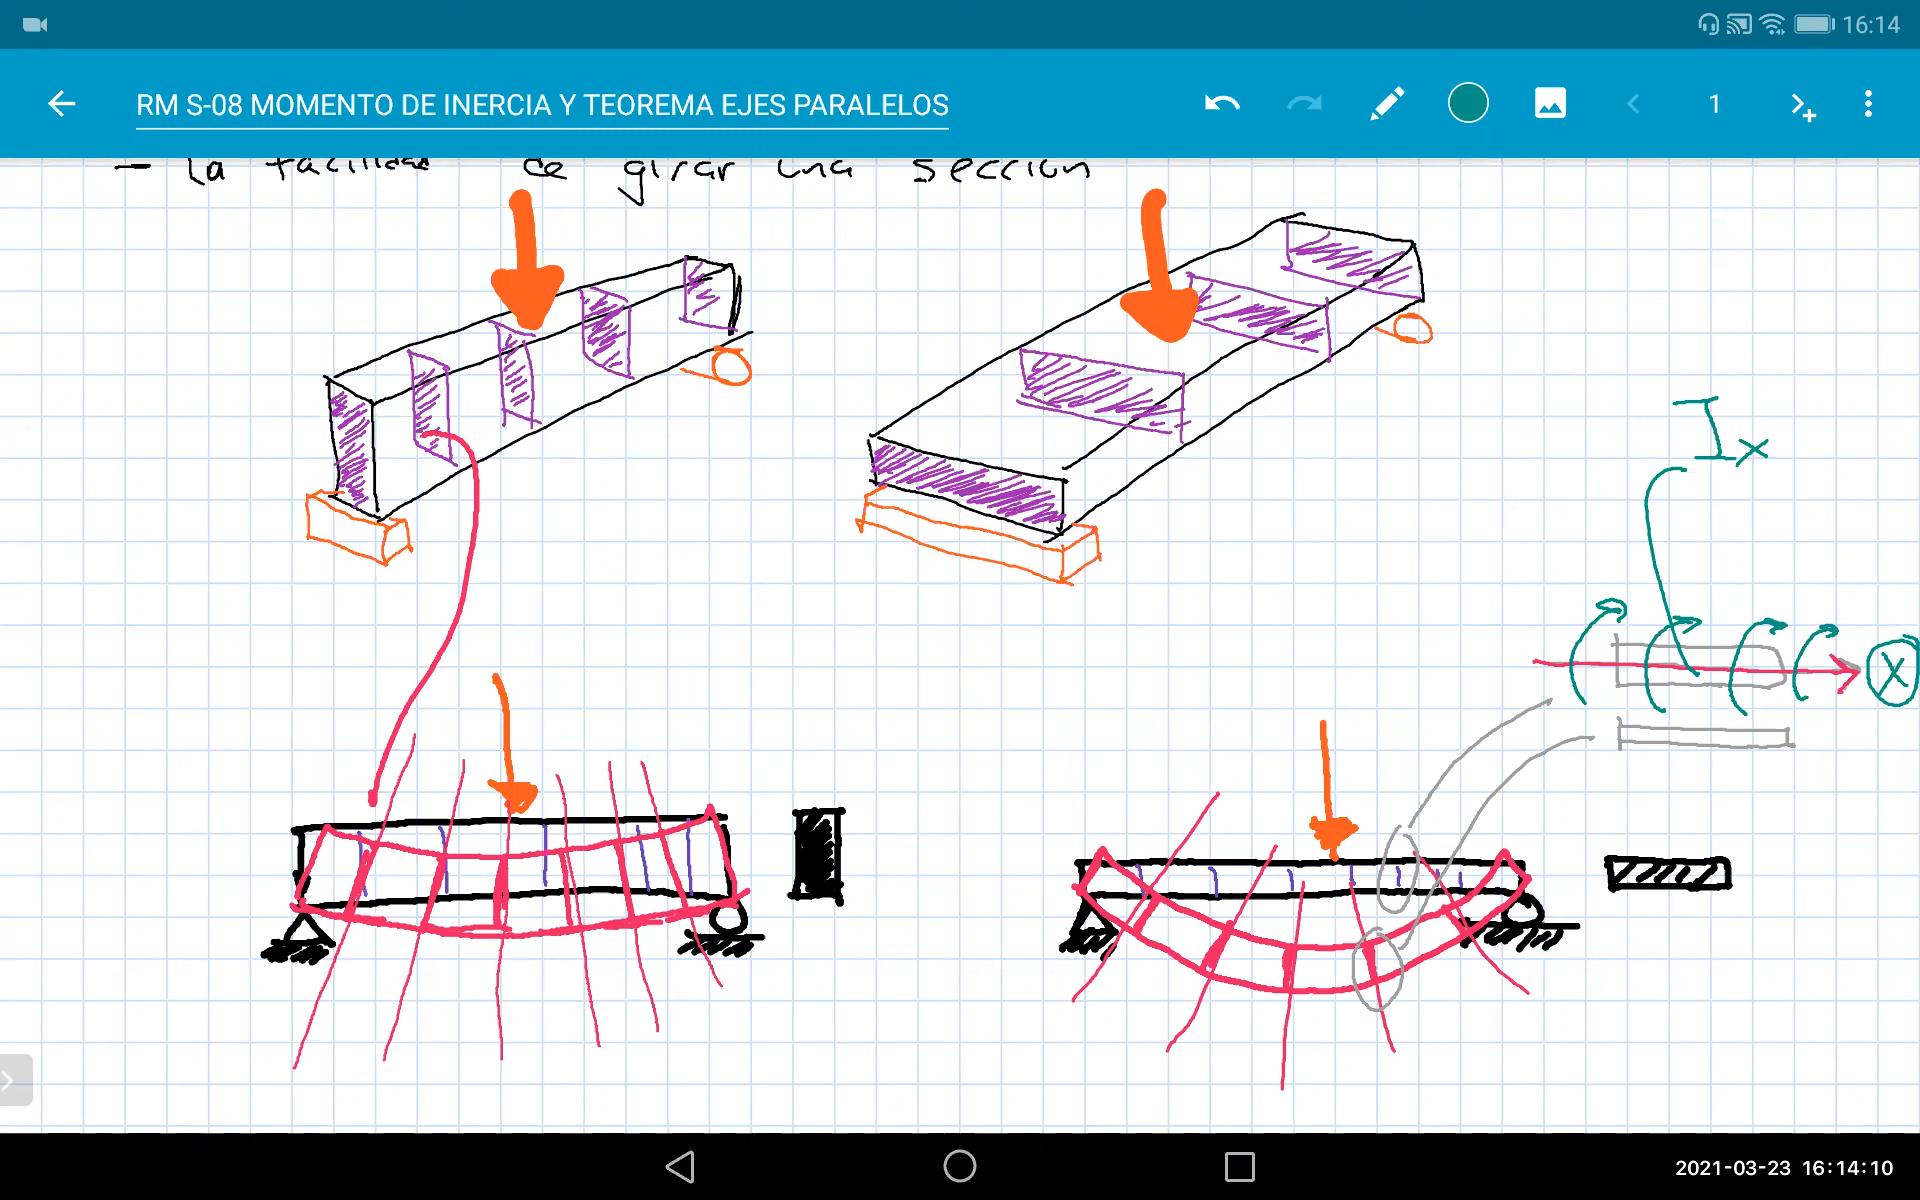 16:14
RM S-08 MOMENTO DE INERCIA Y TEOREMA EJES PARALELOS
1
- La facilidad de girar una seccion
Ix
X
2021-03-23 16:14:10